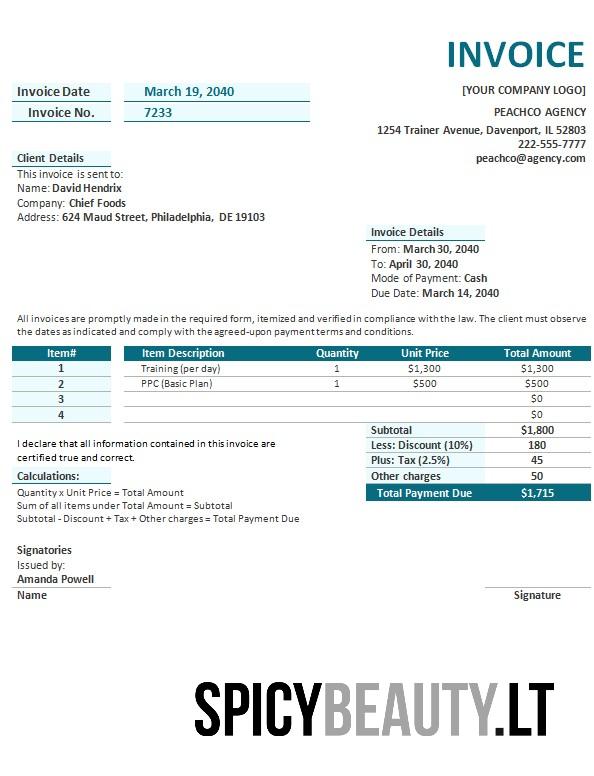 INVOICE
Invoice Date March 19, 2040
Invoice No. 7233
[YOUR COMPANY LOGO]
PEACHCO AGENCY
1254 Trainer Avenue, Davenport, IL 52803
222-555-7777
peachco@agency.com
Client Details
This invoice is sent to:
Name: David Hendrix
Company: Chief Foods
Address: 624 Maud Street, Philadelphia, DE 19103
Invoice Details
From: March 30, 2040
To: April 30, 2040
Mode of Payment: Cash
Due Date: March 14, 2040
All invoices are promptly made in the required form, itemized and verified in compliance with the law. The client must observe
the dates as indicated and comply with the agreed-upon payment terms and conditions.
Item# Item Description Quantity Unit Price Total Amount
1 Training (per day) 1 $1,300 $1,300
2 PPC (Basic Plan) 1 $500 $500
3 $0
4 $0
Subtotal $1,800
Less: Discount (10%) 180
Plus: Tax (2.5%) 45
Other charges 50
Total Payment Due $1,715
I declare that all information contained in this invoice are
certified true and correct.
Calculations:
Quantity x Unit Price = Total Amount
Sum of all items under Total Amount = Subtotal
Subtotal - Discount + Tax + Other charges = Total Payment Due
Signatories
Issued by:
Amanda Powell
Name Signature
SPICYBEAUTY.LT